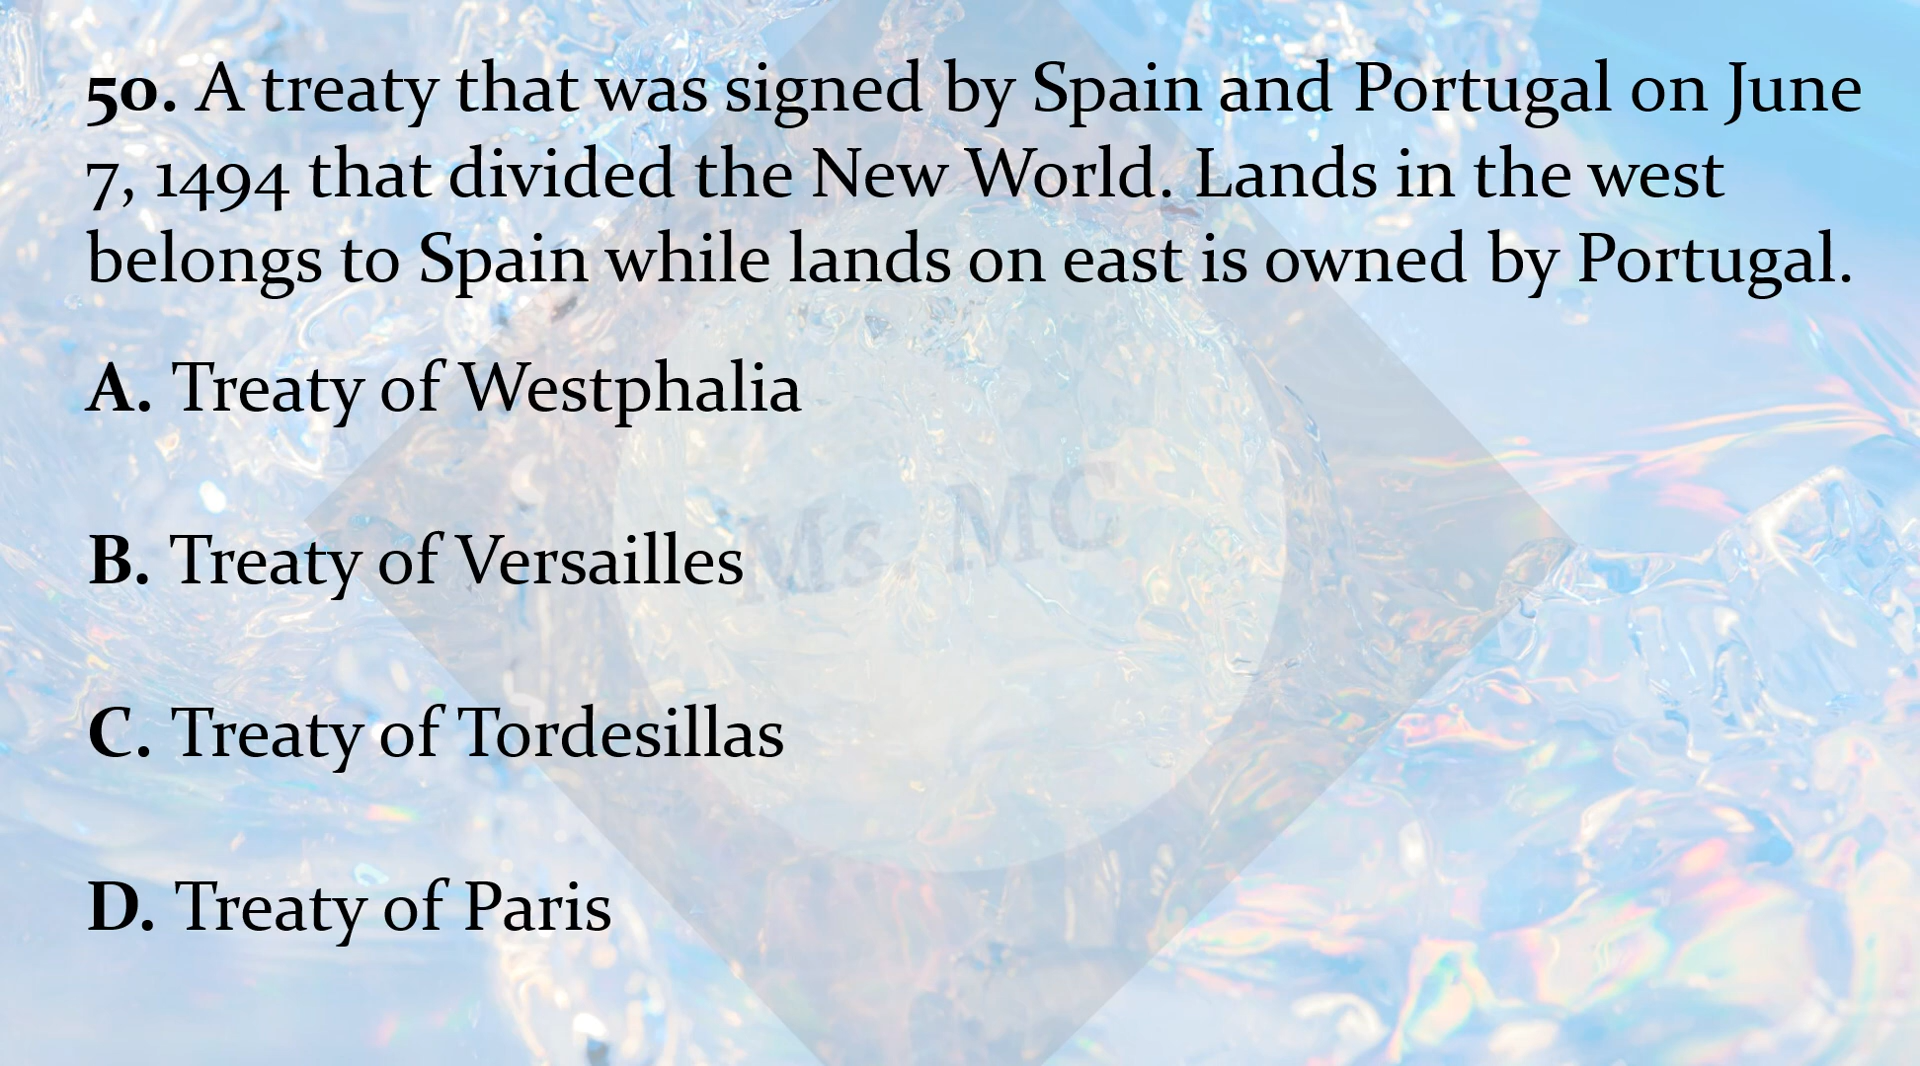 50. A treaty that was signed by Spain and Portugal on June
7, 1494 that divided the New World. Lands in the west
belongs to Spain while lands on east is owned by Portugal.
A. Treaty of Westphalia
Ms. MC
B. Treaty of Versailles
C. Treaty of Tordesillas
D. Treaty of Paris